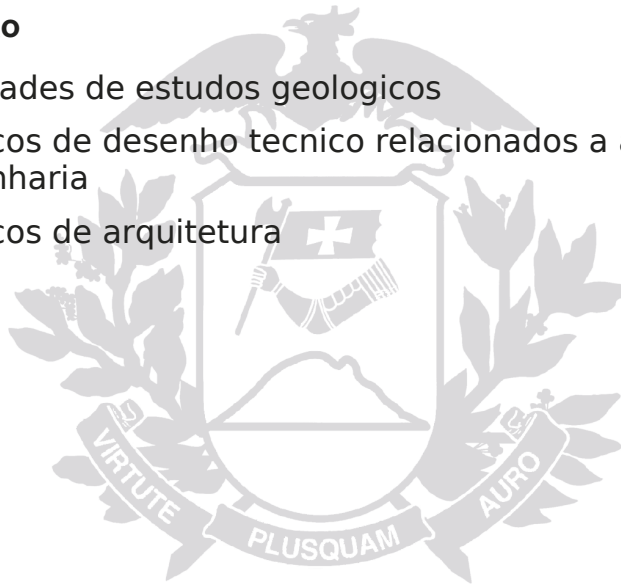 o
ades de estudos geologicos
cos de desenho tecnico relacionados a a
nharia
cos de arquitetura
VIRTUTE PLUSQUAM AURO